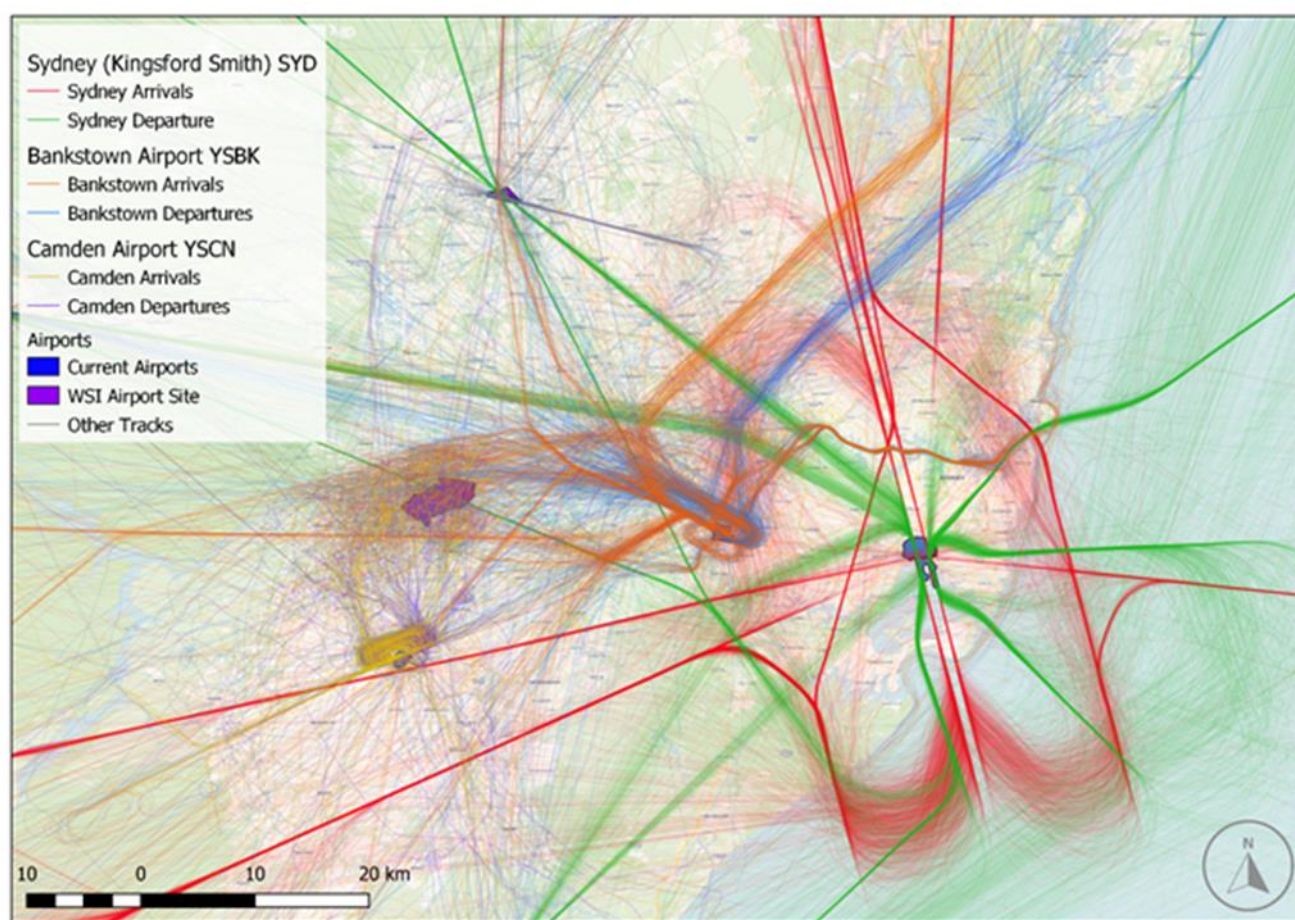 Sydney (Kingsford Smith) SYD
Sydney Arrivals
Sydney Departure
Bankstown Airport YSBK
Bankstown Arrivals
Bankstown Departures
Camden Airport YSCN
Camden Arrivals
Camden Departures
Airports
Current Airports
WSI Airport Site
Other Tracks
10 0 10 20 km
N